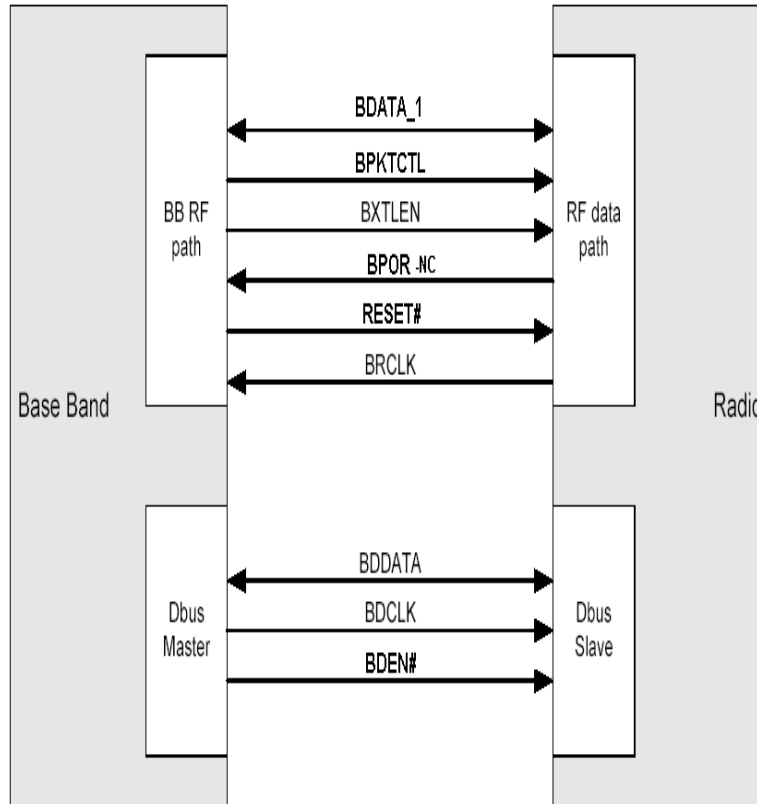 BDATA_1
BPKTCTL
BB RF
path
BXTLEN
RF data
path
BPOR -NC
RESET#
BRCLK
Base Band
Radio
BDDATA
Dbus
Master
BDCLK
Dbus
Slave
BDEN#